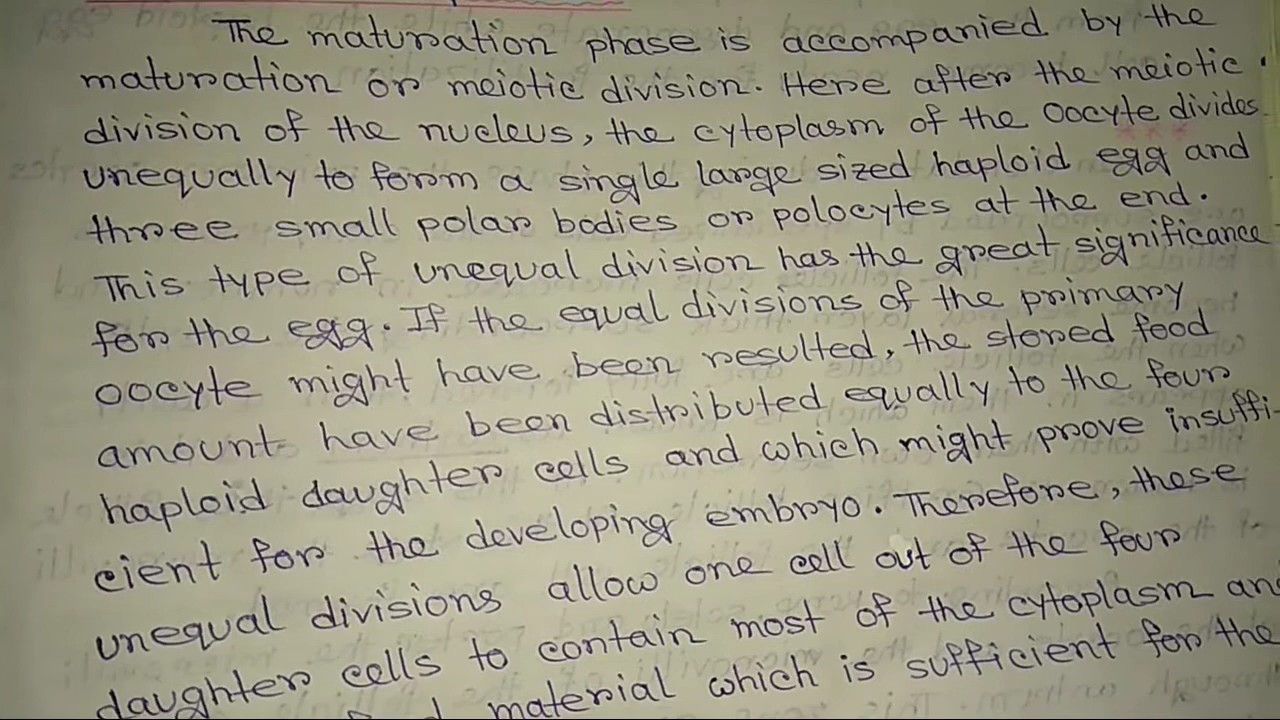 The maturation phase is accompanied by the
maturation or meiotic division. Here after the meiotic
division of the nucleus, the cytoplasm of the oocyte divides
unequally to form a single large sized haploid egg and
three small polar bodies or polocytes at the end.
This type of unequal division has the great significance
for the egg. If the equal divisions of the primary
oocyte might have been resulted, the stored food
amount have been distributed equally to the four
haploid daughter cells and which might prove insuffi-
cient for the developing embryo. Therefore, these
unequal divisions allow one cell out of the four
daughter cells to contain most of the cytoplasm and
material which is sufficient for the